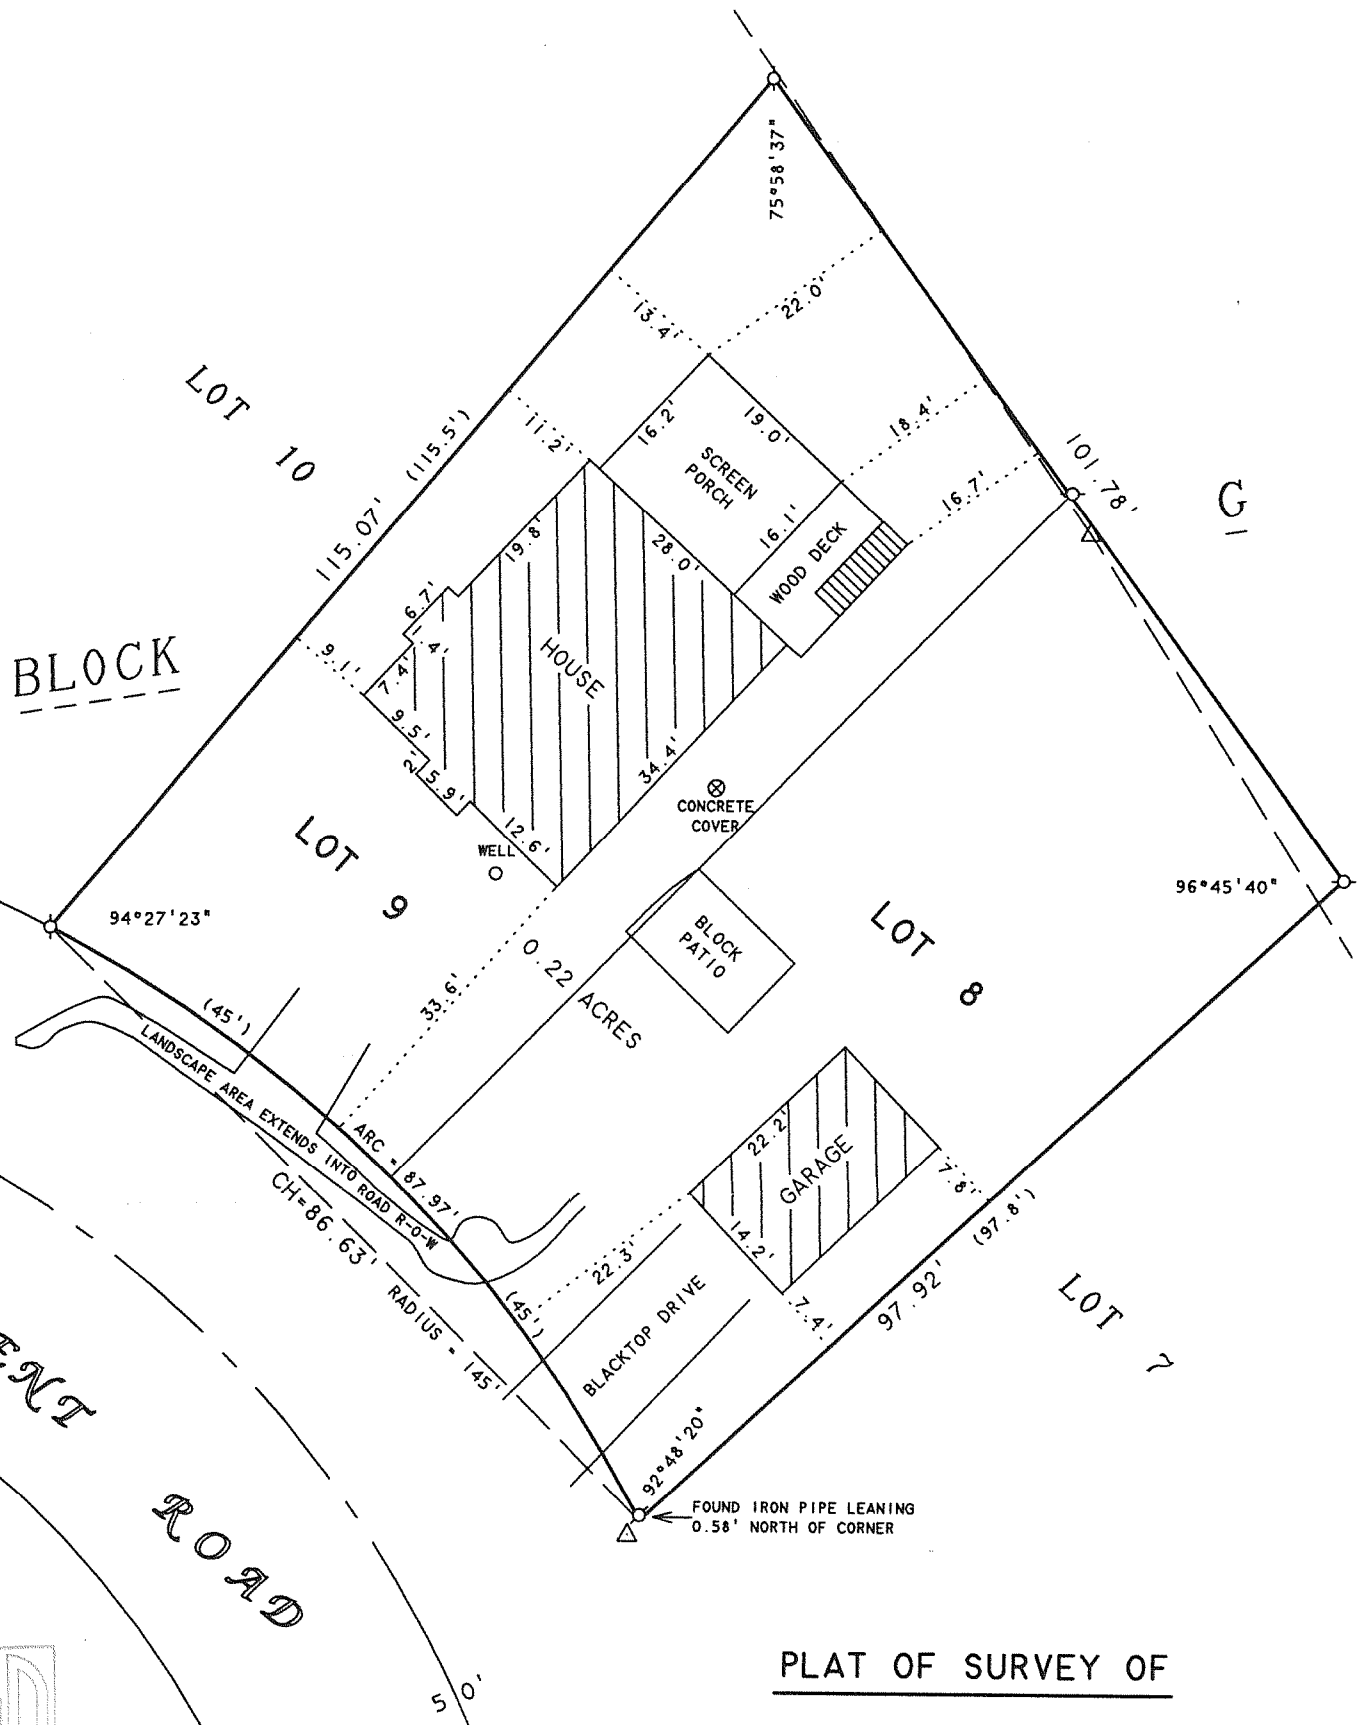 75°58'37"
22.0'
13.4'
LOT 10
11.2'
16.2'
19.0'
18.4'
(115.5')
115.07'
SCREEN
PORCH
101.78'
G
16.7'
16.1'
WOOD DECK
19.8'
28.0'
6.7'
1.4'
HOUSE
BLOCK
9.1'
7.4'
9.5'
2'
5.9'
34.4'
12.6'
CONCRETE
COVER
WELL
LOT 9
94°27'23"
96°45'40"
LOT 8
BLOCK
PATIO
0.22 ACRES
33.6'
(45')
LANDSCAPE AREA EXTENDS INTO ROAD R-O-W
ARC = 87.97'
CH=86.63'
RADIUS = 145'
22.2'
GARAGE
14.2'
7.8'
(97.8')
97.92'
22.3'
(45')
7.4'
BLACKTOP DRIVE
LOT 7
92°48'20"
FOUND IRON PIPE LEANING
0.58' NORTH OF CORNER
ENT
ROAD
50'
PLAT OF SURVEY OF